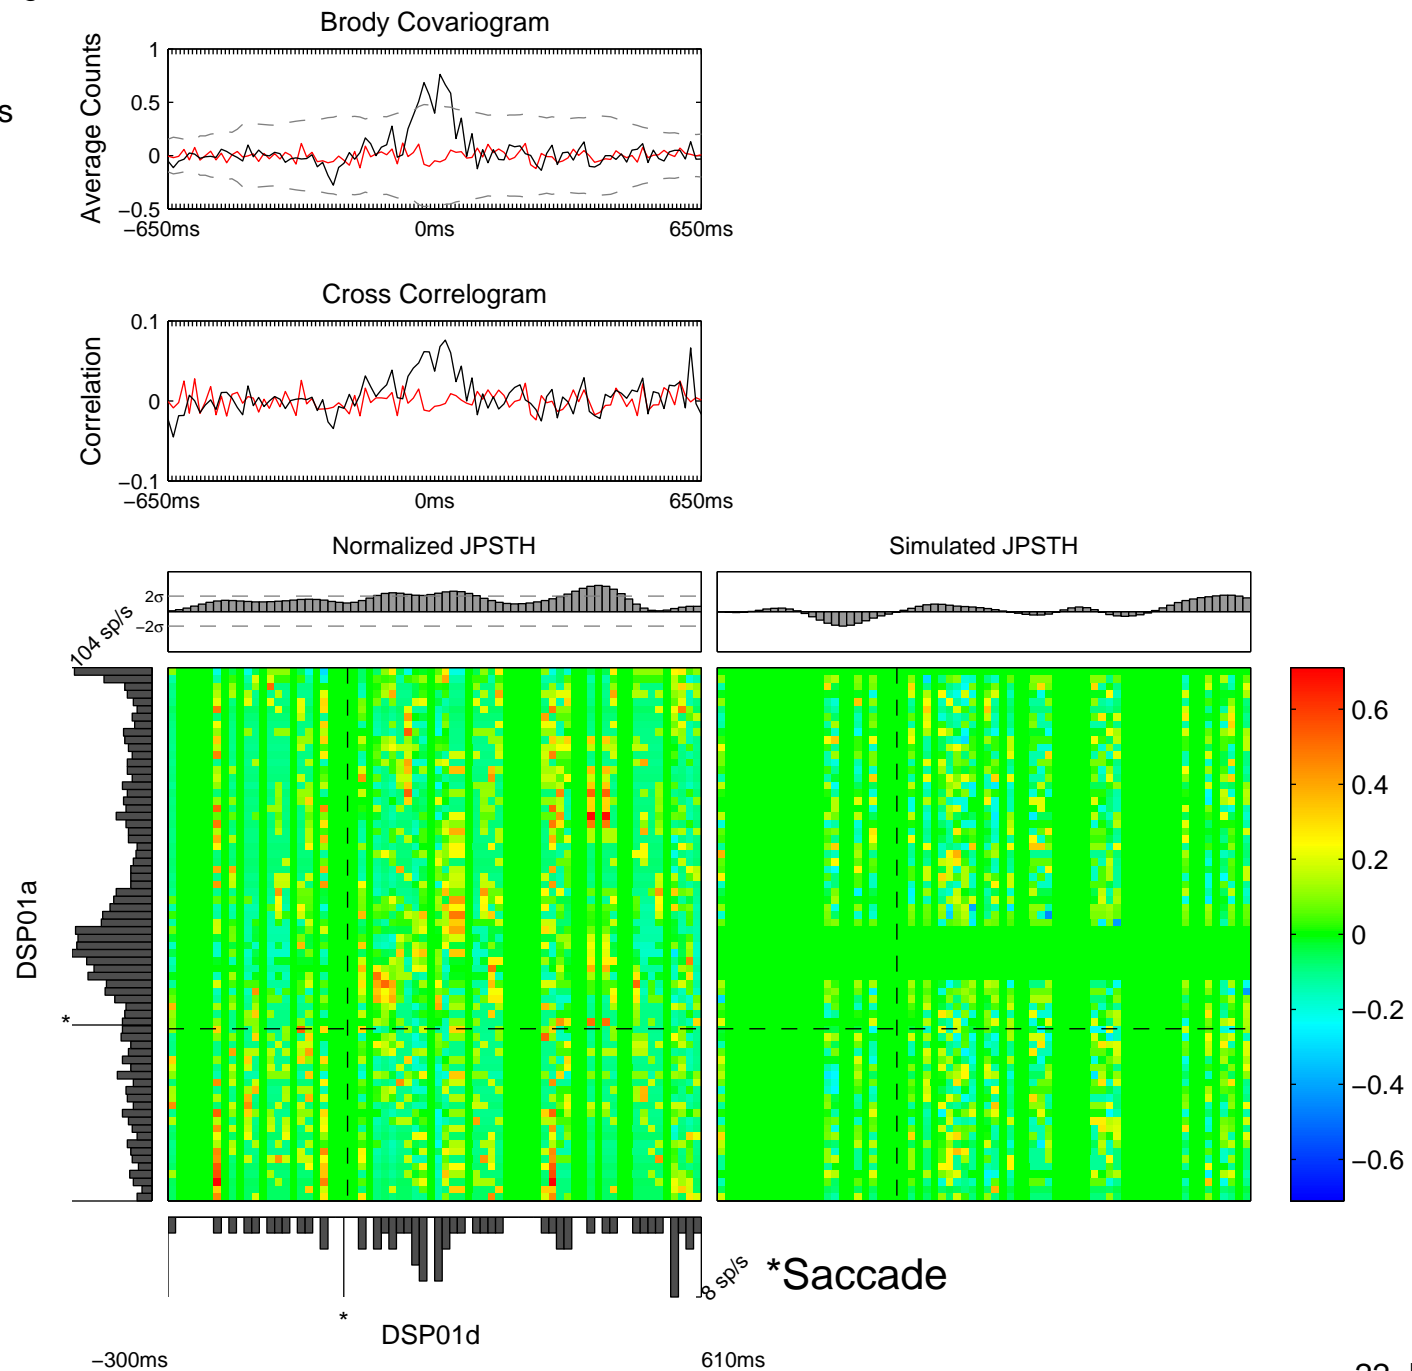 Brody Covariogram
Average Counts
1
0.5
0
−0.5
−650ms
0ms
650ms
s
Cross Correlogram
Correlation
0.1
0
−0.1
−650ms
0ms
650ms
Normalized JPSTH
Simulated JPSTH
2σ
−2σ
104 sp/s
DSP01a
*
0.6
0.4
0.2
0
−0.2
−0.4
−0.6
8 sp/s
*Saccade
*
DSP01d
−300ms
610ms